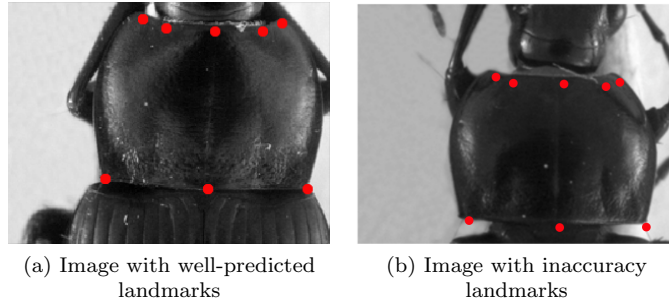 (a) Image with well-predicted
landmarks
(b) Image with inaccuracy
landmarks